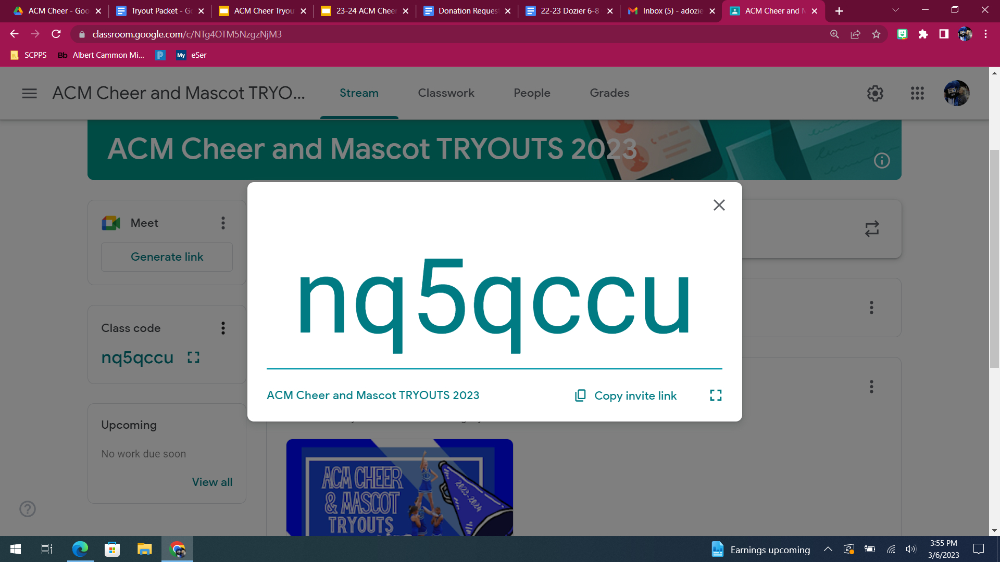 ACM Cheer - Goo
Tryout Packet - Go
ACM Cheer Tryou
23-24 ACM Cheer
Donation Request
22-23 Dozier 6-8
Inbox (5) - adozie
ACM Cheer and M
classroom.google.com/c/NTg4OTM5NzgzNjM3
SCPPS
Bb Albert Cammon Mi...
P
My eSer
ACM Cheer and Mascot TRYO...
Stream
Classwork
People
Grades
ACM Cheer and Mascot TRYOUTS 2023
Meet
Generate link
Class code
nq5qccu
Upcoming
No work due soon
View all
nq5qccu
ACM Cheer and Mascot TRYOUTS 2023
Copy invite link
ACM CHEER
& MASCOT
TRYOUTS
2023-2024
Earnings upcoming
3:55 PM
3/6/2023